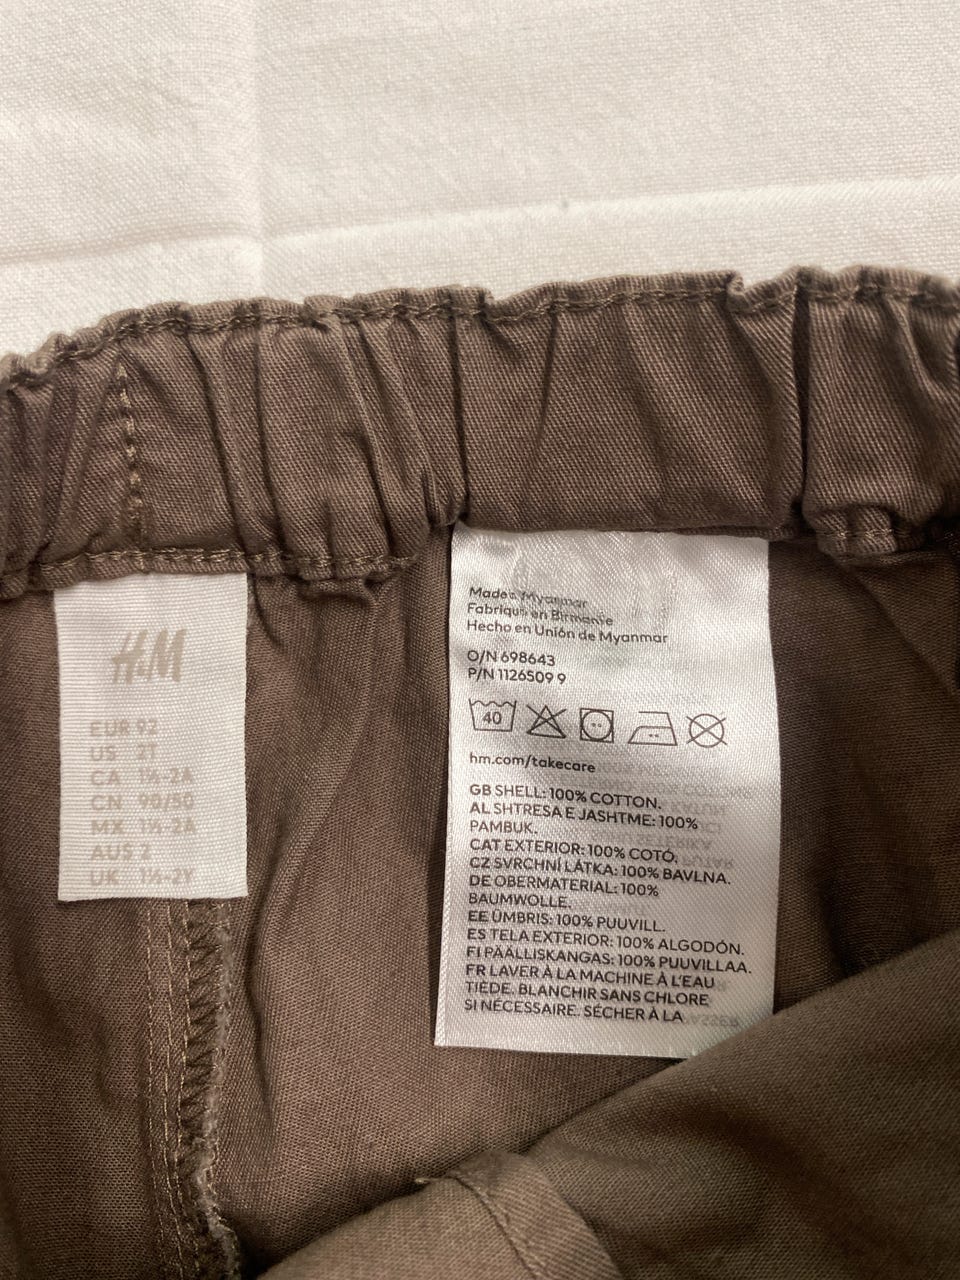 H&M
EUR 92
US 2T
CA 1½-2A
CN 90/50
MX 1½-2A
AUS 2
UK 1½-2Y
Made Myanmar
Fabriqu en Birmanie
Hecho en Unión de Myanmar
O/N 698643
P/N 1126509 9
40
hm.com/takecare
GB SHELL: 100% COTTON.
AL SHTRESA E JASHTME: 100%
PAMBUK.
CAT EXTERIOR: 100% COTÓ.
CZ SVRCHNÍ LÁTKA: 100% BAVLNA.
DE OBERMATERIAL: 100%
BAUMWOLLE.
EE ÜMBRIS: 100% PUUVILL.
ES TELA EXTERIOR: 100% ALGODÓN.
FI PÄÄLLISKANGAS: 100% PUUVILLAA.
FR LAVER À LA MACHINE À L'EAU
TIÈDE. BLANCHIR SANS CHLORE
SI NÉCESSAIRE. SÉCHER À LA